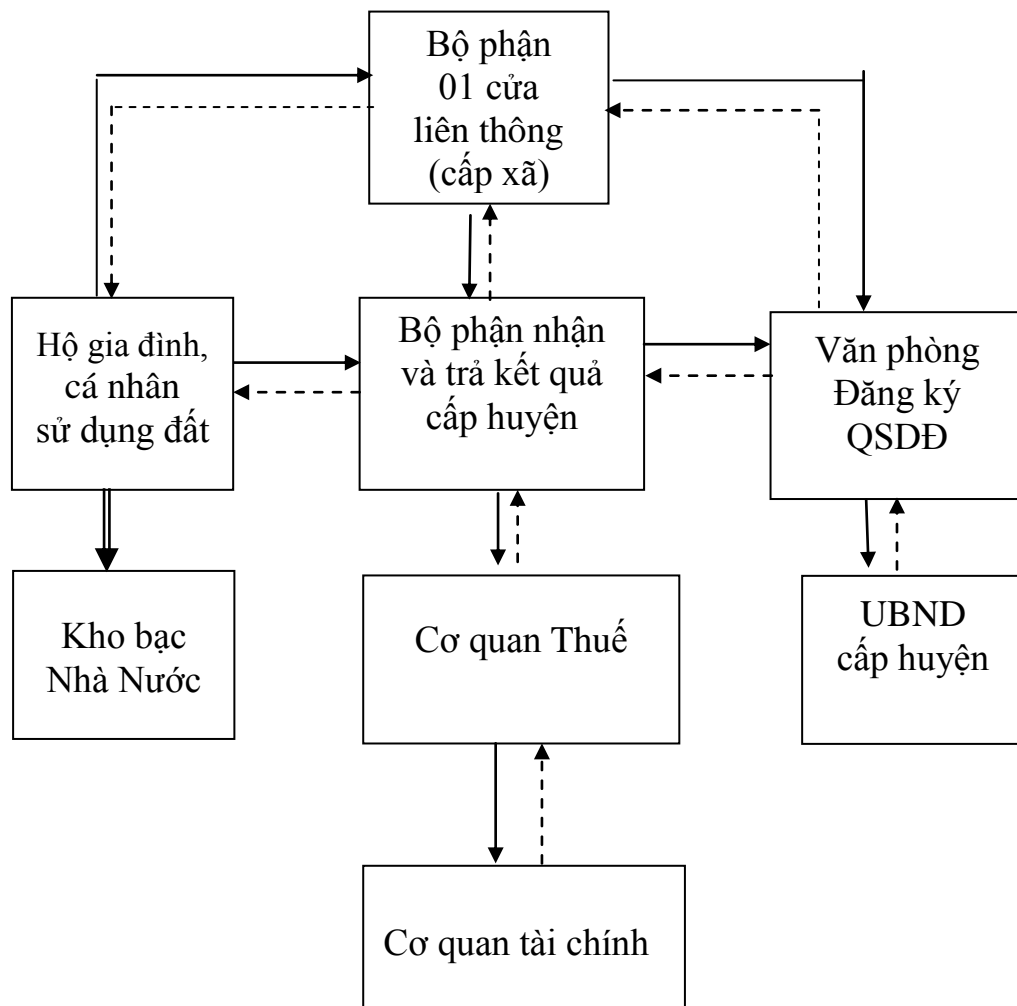 Bộ phận
01 cửa
liên thông
(cấp xã)
Hộ gia đình,
cá nhân
sử dụng đất
Bộ phận nhận
và trả kết quả
cấp huyện
Văn phòng
Đăng ký
QSDĐ
Kho bạc
Nhà Nước
Cơ quan Thuế
UBND
cấp huyện
Cơ quan tài chính